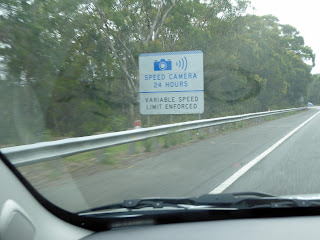 SPEED CAMERA
24 HOURS
VARIABLE SPEED
LIMIT ENFORCED